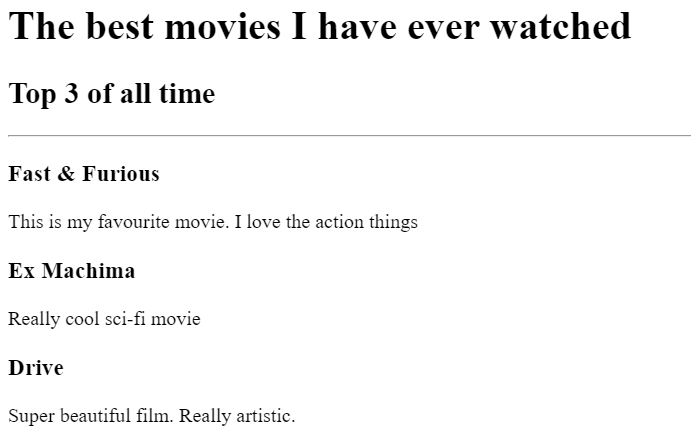 The best movies I have ever watched
Top 3 of all time
Fast & Furious
This is my favourite movie. I love the action things
Ex Machima
Really cool sci-fi movie
Drive
Super beautiful film. Really artistic.